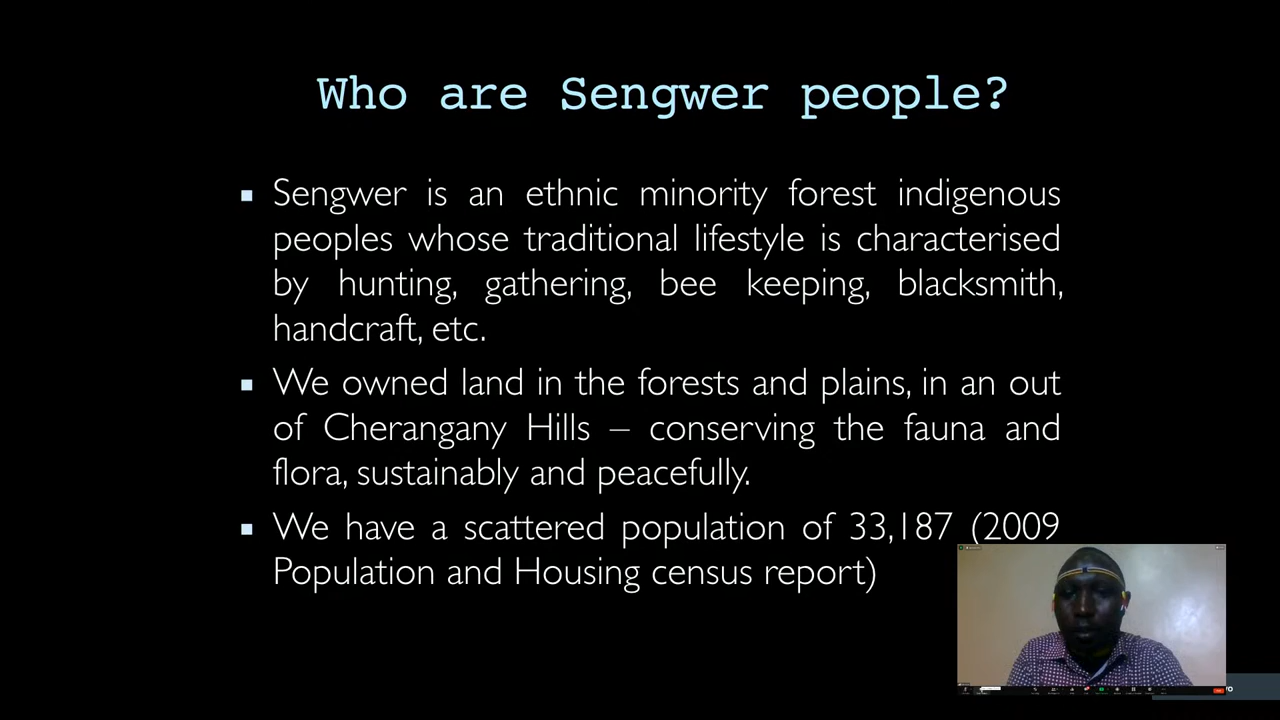 Who are Sengwer people?
Sengwer is an ethnic minority forest indigenous
peoples whose traditional lifestyle is characterised
by hunting, gathering, bee keeping, blacksmith,
handcraft, etc.
We owned land in the forests and plains, in an out
of Cherangany Hills – conserving the fauna and
flora, sustainably and peacefully.
We have a scattered population of 33,187 (2009
Population and Housing census report)